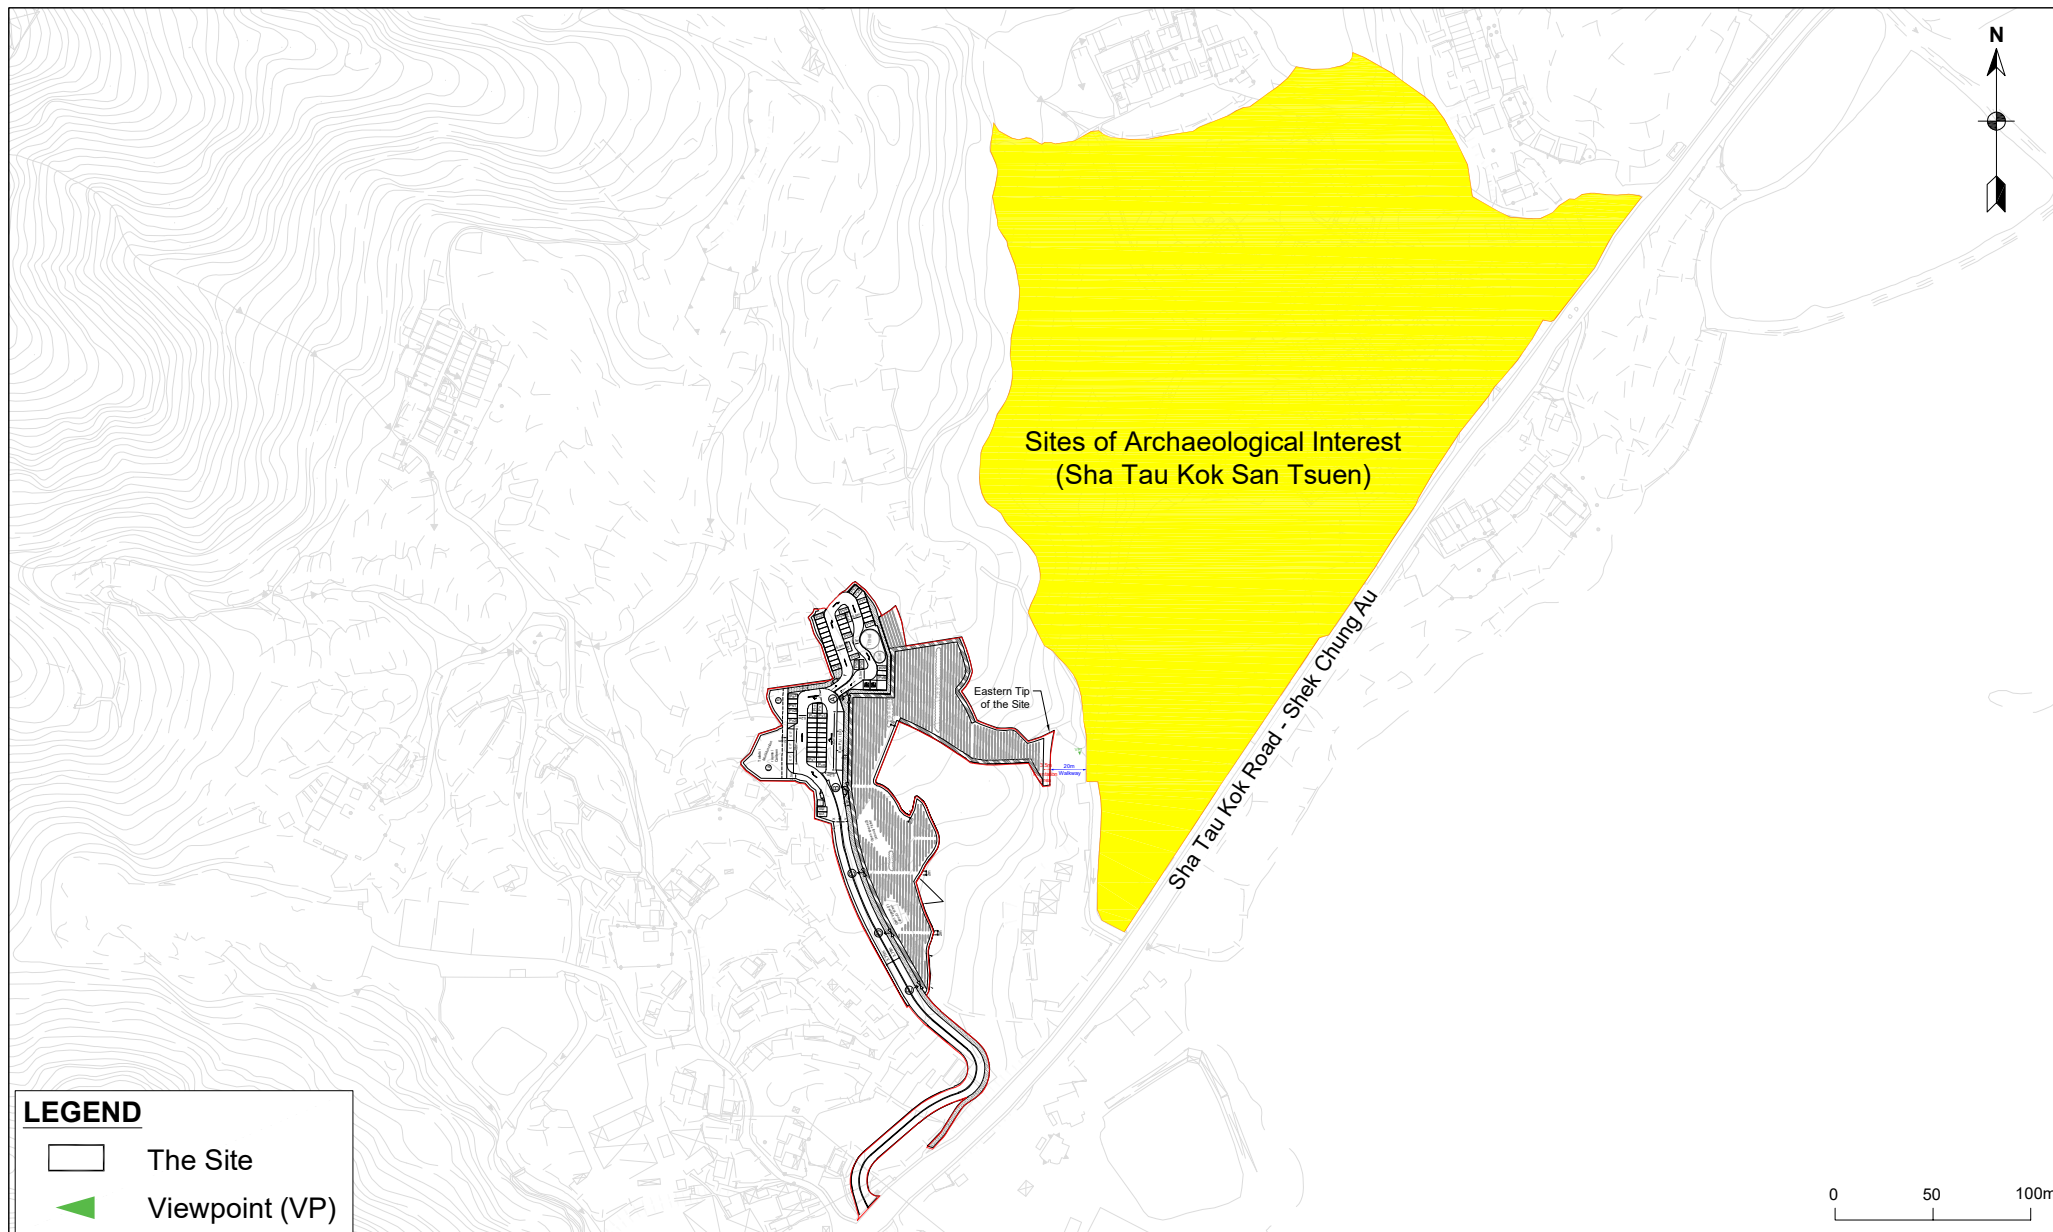 N
Sites of Archaeological Interest
(Sha Tau Kok San Tsuen)
Sha Tau Kok Road - Shek Chung Au
Eastern Tip
of the Site
20m
Walkway
LEGEND
The Site
Viewpoint (VP)
0 50 100m